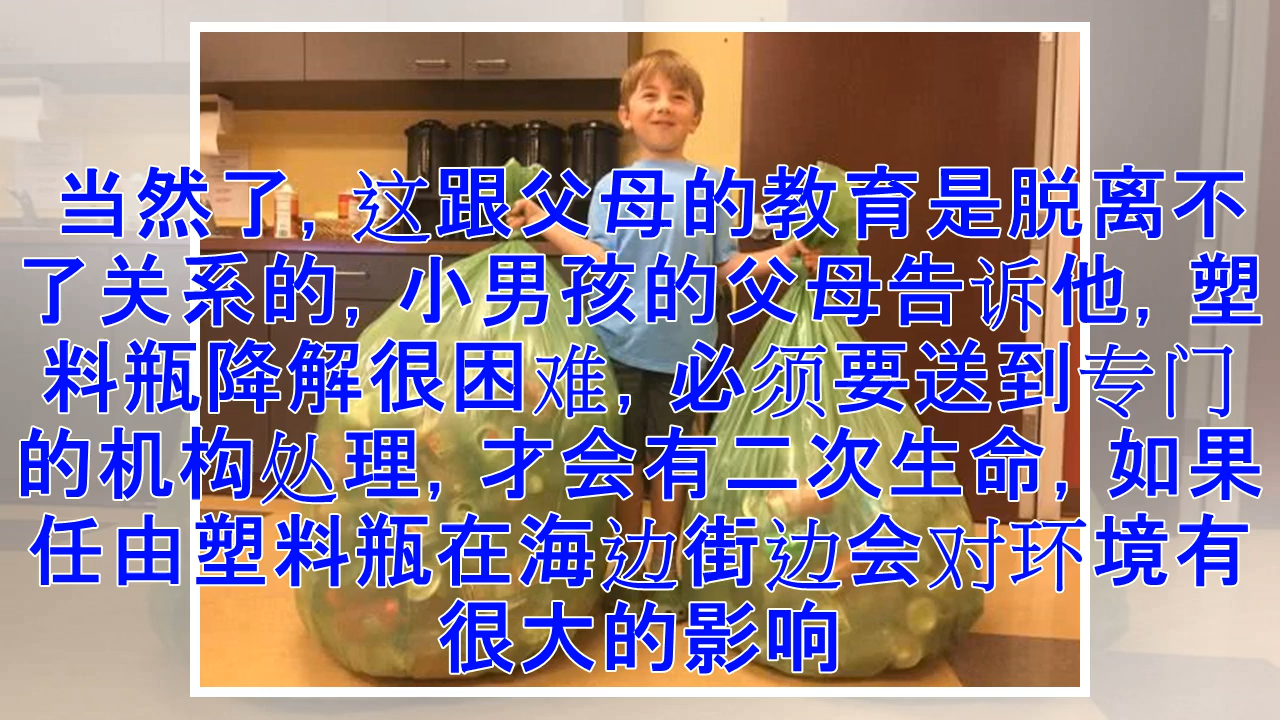 当然了,这跟父母的教育是脱离不
了关系的,小男孩的父母告诉他,塑
料瓶降解很困难,必须要送到专门
的机构处理,才会有二次生命,如果
任由塑料瓶在海边街边会对环境有
很大的影响